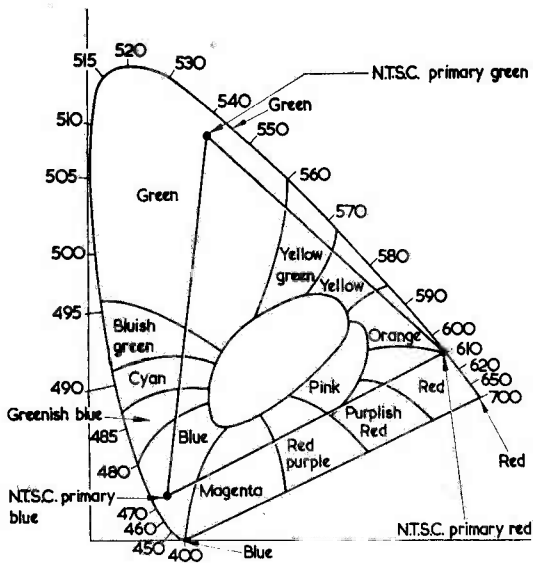 515
520
530
N.T.S.C. primary green
540
Green
550
510
505
560
Green
570
500
Yellow
green
580
Yellow
495
590
Bluish
green
Orange
600
610
Cyan
620
490
Pink
Red
650
700
Greenish blue
Purplish
Red
485
Blue
Red
purple
Red
480
N.T.S.C. primary
blue
Magenta
470
460
450
400
Blue
N.T.S.C. primary red